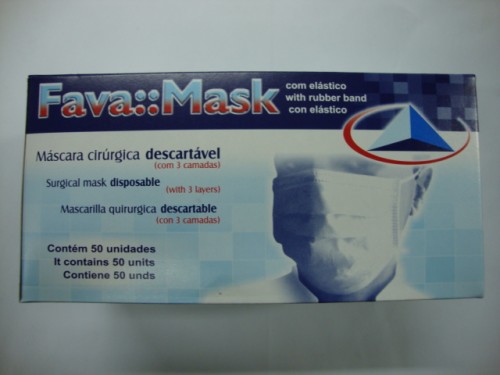 Fava::Mask
com elástico
with rubber band
con elástico
Máscara cirúrgica descartável
(com 3 camadas)
Surgical mask disposable
(with 3 layers)
Mascarilla quirurgica descartable
(con 3 camadas)
Contém 50 unidades
It contains 50 units
Contiene 50 unds